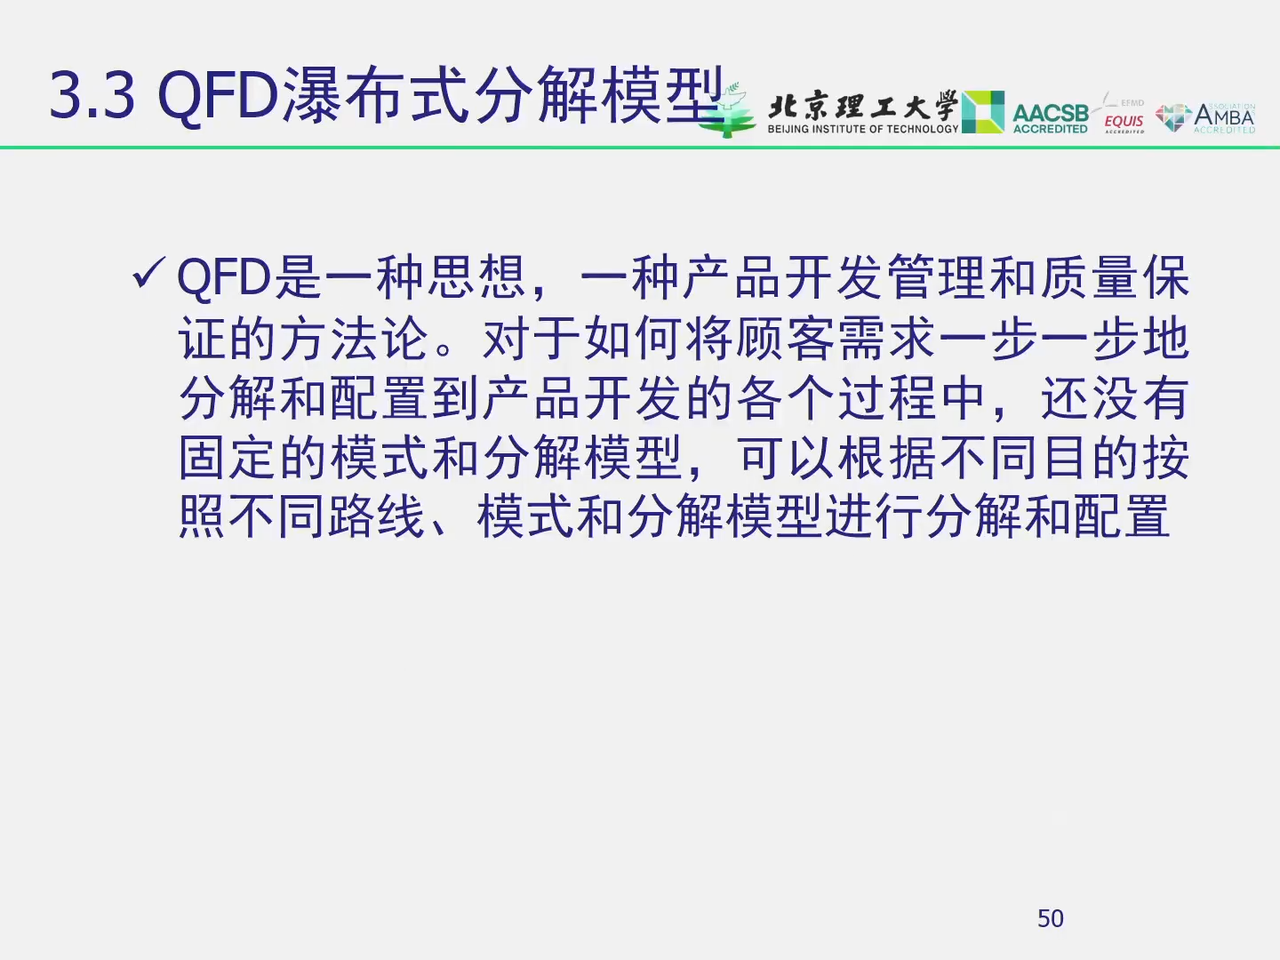 3.3 QFD瀑布式分解模型
北京理工大学
BEIJING INSTITUTE OF TECHNOLOGY
AACSB
ACCREDITED
EFMD
EQUIS
ACCREDITED
ASSOCIATION
AMBA
ACCREDITED
✓QFD是一种思想，一种产品开发管理和质量保
证的方法论。对于如何将顾客需求一步一步地
分解和配置到产品开发的各个过程中，还没有
固定的模式和分解模型，可以根据不同目的按
照不同路线、模式和分解模型进行分解和配置
50